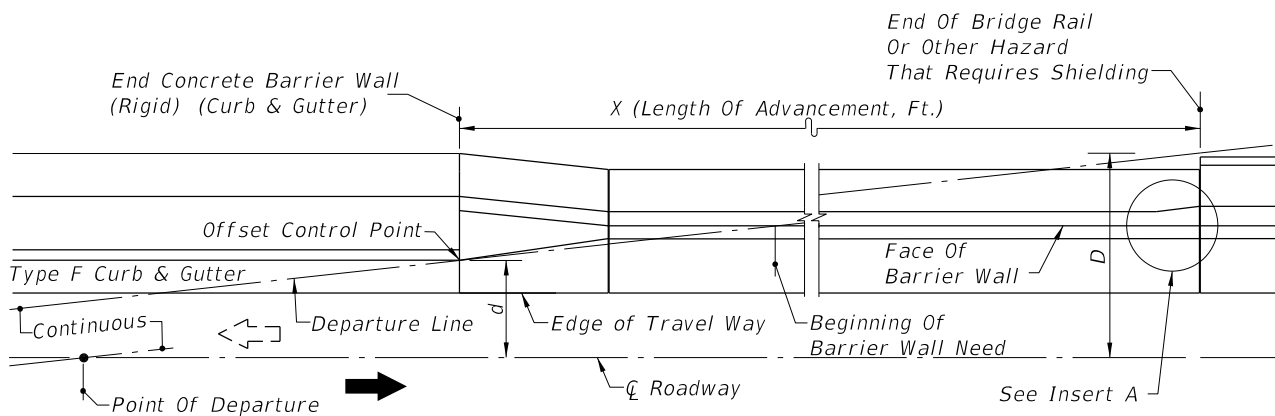 End Of Bridge Rail
Or Other Hazard
That Requires Shielding
End Concrete Barrier Wall
(Rigid) (Curb & Gutter)
X (Length Of Advancement, Ft.)
Offset Control Point
Type F Curb & Gutter
Face Of
Barrier Wall
D
d
Continuous
Departure Line
Edge of Travel Way
Beginning Of
Barrier Wall Need
℄ Roadway
See Insert A
Point Of Departure